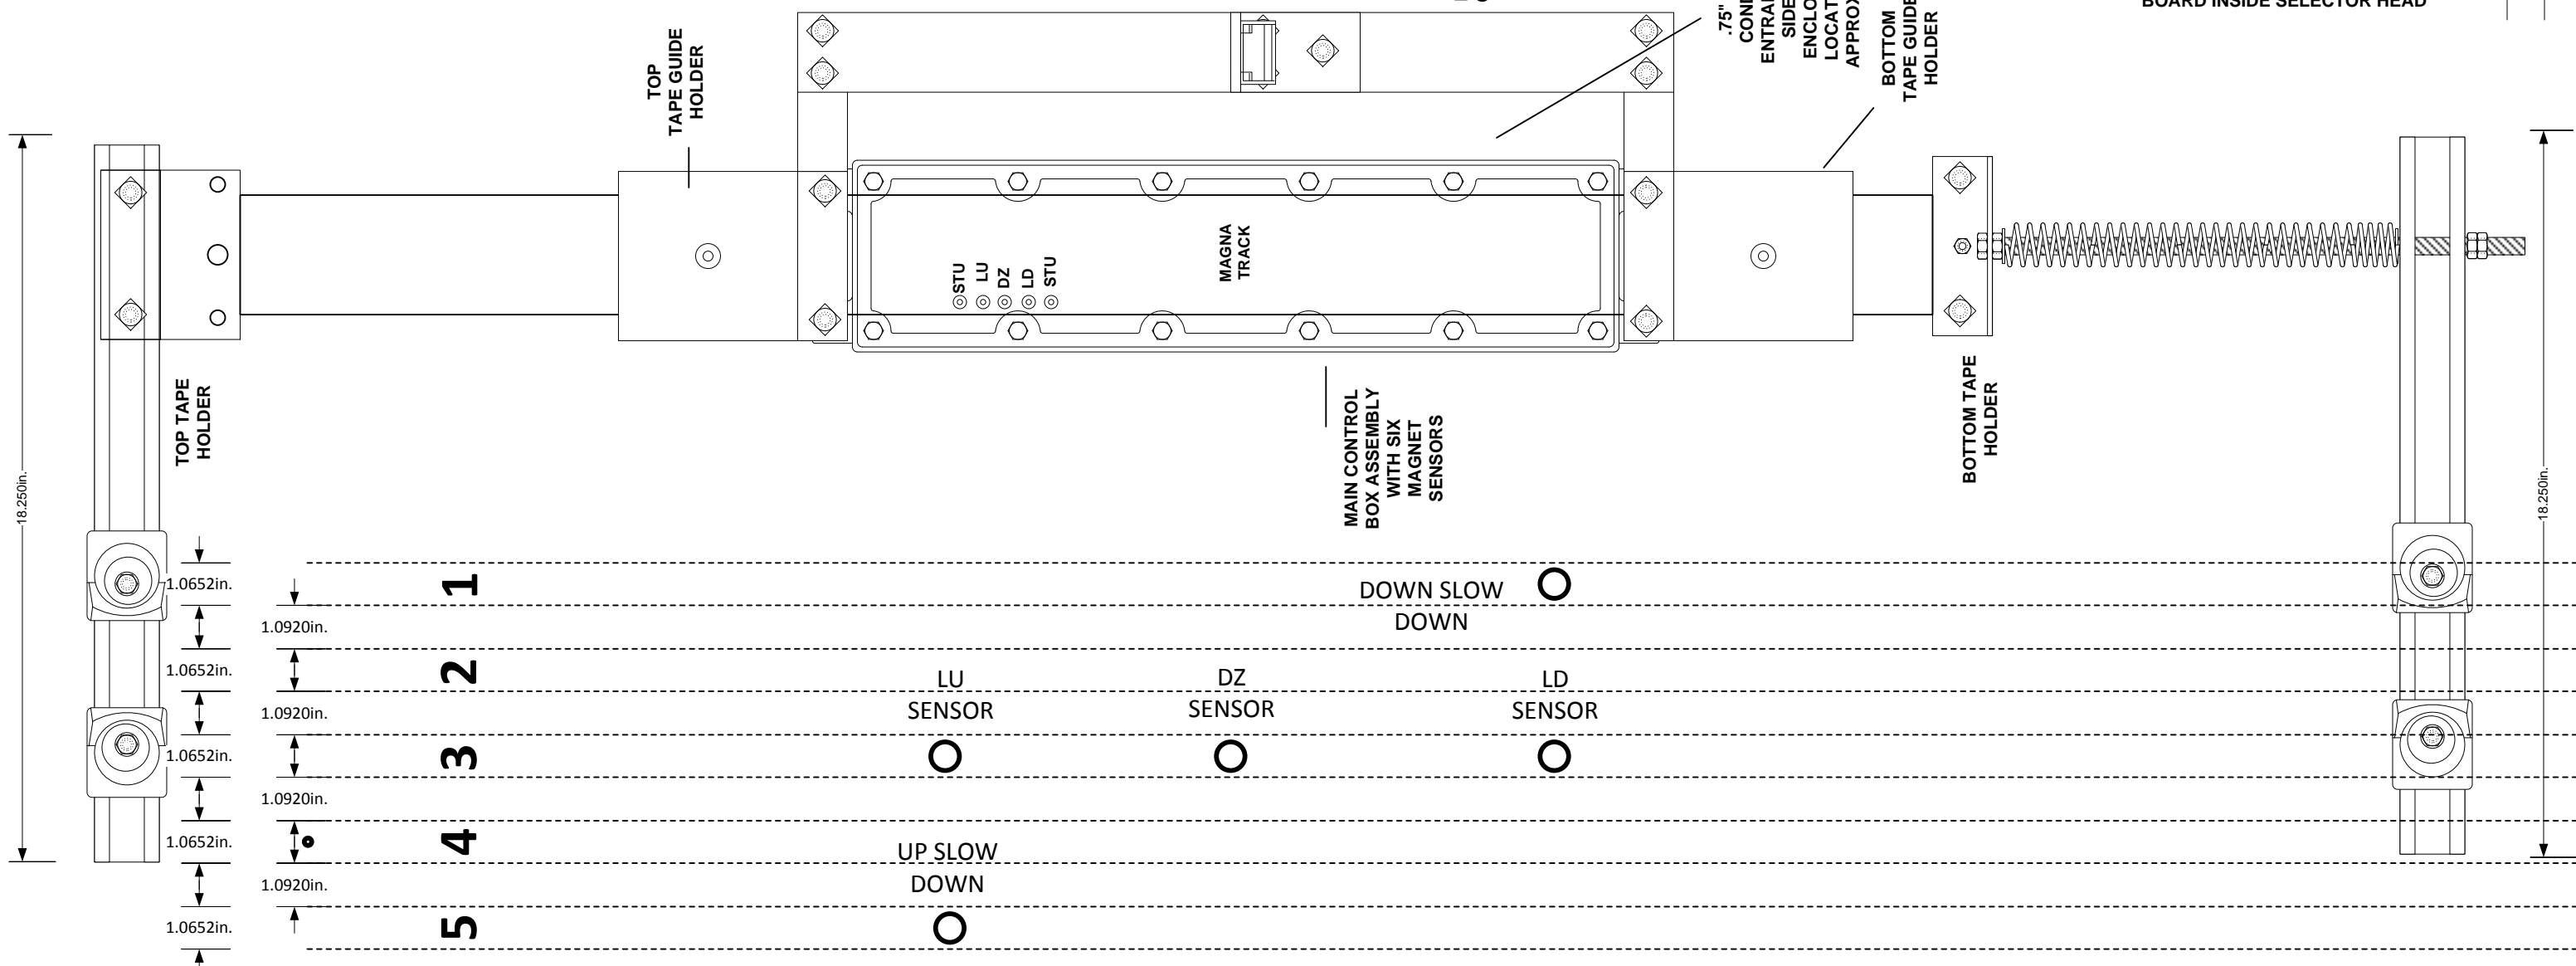 BOARD INSIDE SELECTOR HEAD
TOP
TAPE GUIDE
HOLDER
.75"
BOTTOM
TAPE GUIDE
HOLDER
18.250in.
STU
LU
DZ
LD
STU
MAGNA
TRACK
TOP TAPE
HOLDER
MAIN CONTROL
BOX ASSEMBLY
WITH SIX
MAGNET
SENSORS
BOTTOM TAPE
HOLDER
18.250in.
1.0652in.
1
DOWN SLOW
DOWN
1.0920in.
1.0652in.
2
LU
SENSOR
DZ
SENSOR
LD
SENSOR
1.0920in.
1.0652in.
3
1.0920in.
1.0652in.
4
UP SLOW
DOWN
1.0920in.
1.0652in.
5